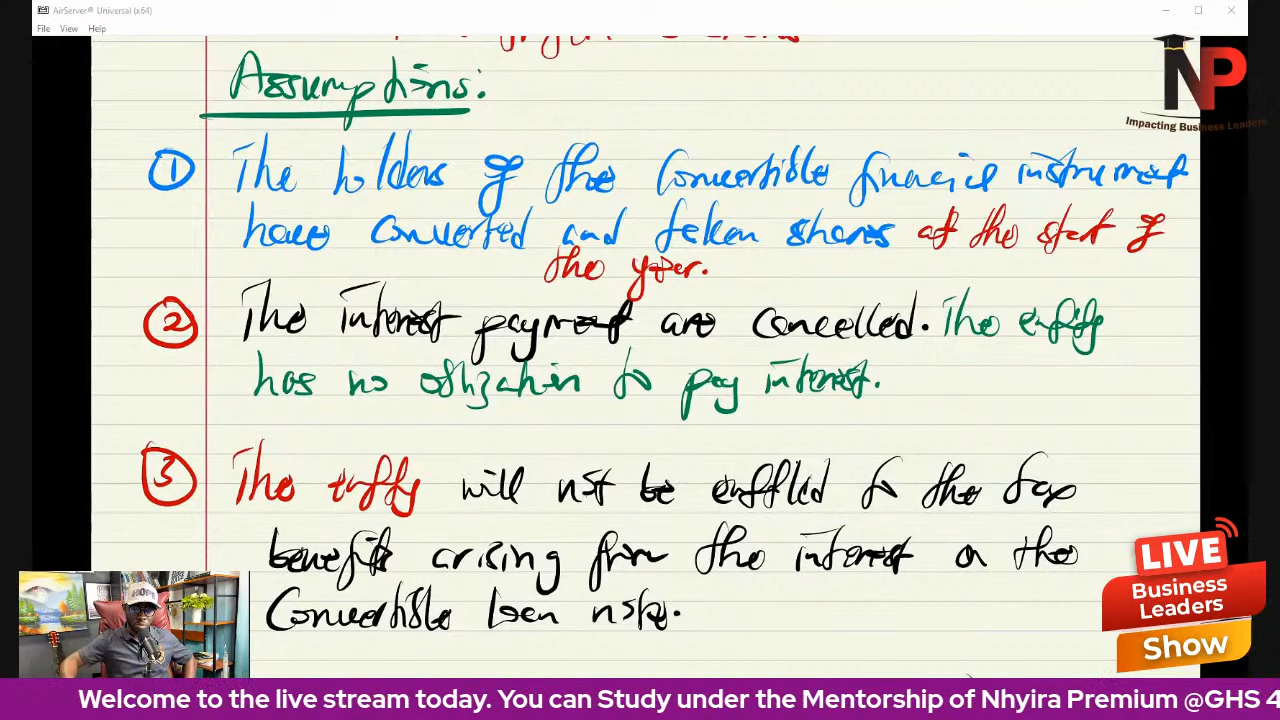 AirServer® Universal (x64)
File View Help
NP
Impacting Business Leaders
Assumptions:
① The holders of the Convertible financial instrument
have converted and taken shares at the start of
the year.
② The interest payment are cancelled. The entity
has no obligation to pay interest.
③ The entity will not be entitled to the tax
benefits arising from the interest on the
Convertible loan note.
LIVE
Business
Leaders
Show
Welcome to the live stream today. You can Study under the Mentorship of Nhyira Premium @GHS 4